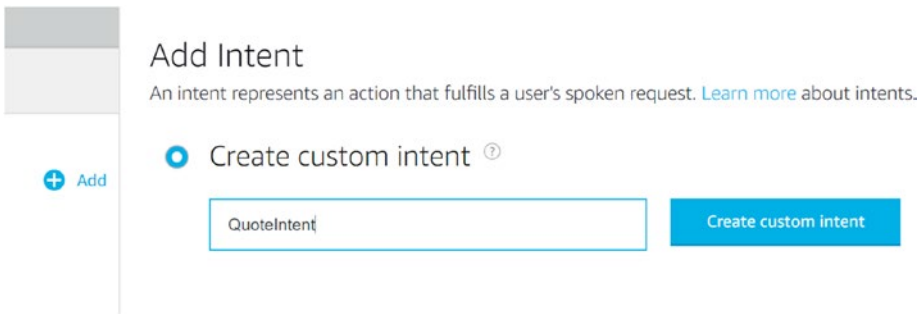 Add Intent
An intent represents an action that fulfills a user's spoken request. Learn more about intents.
Create custom intent ?
Add
QuoteIntent
Create custom intent